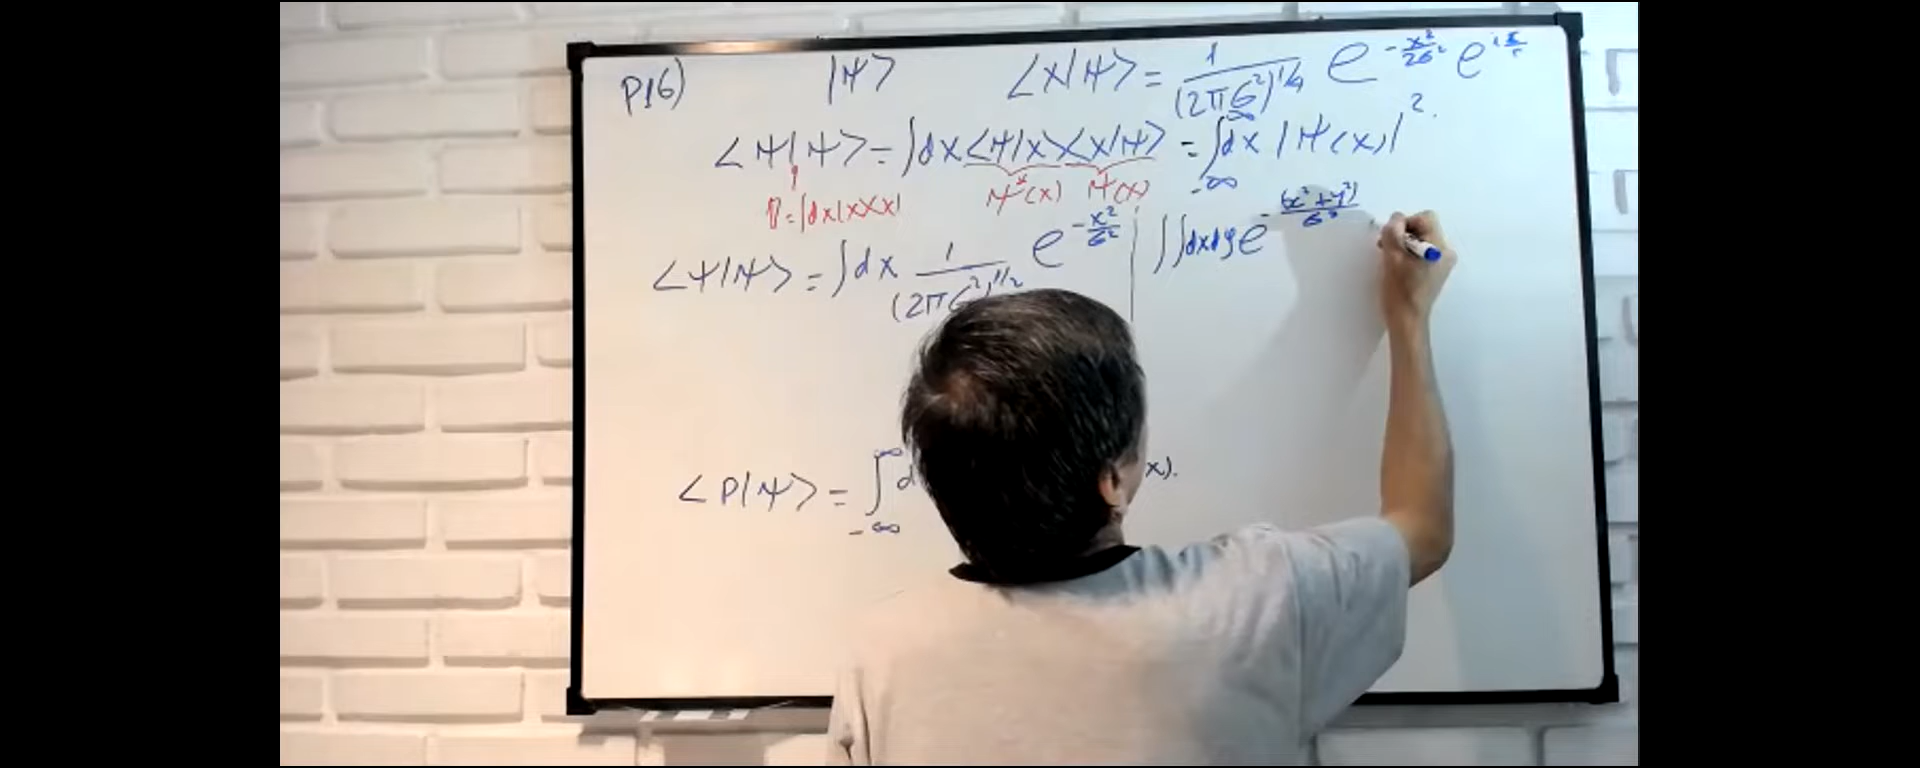 P16) |ψ> <x|ψ> = 1/(2πσ²)^1/4 e^-x²/2σ² e^i
<ψ|ψ> = ∫dx<ψ|x><x|ψ> = ∫_-∞^∞ dx |ψ(x)|².
1 = ∫dx|x><x| ψ*(x) ψ(x)
<ψ|ψ> = ∫dx 1/(2πσ²)^1/2 e^-x²/σ² | ∫∫dxdy e^-(x²+y²)/σ²
<P|ψ> = ∫_-∞^∞ d x).